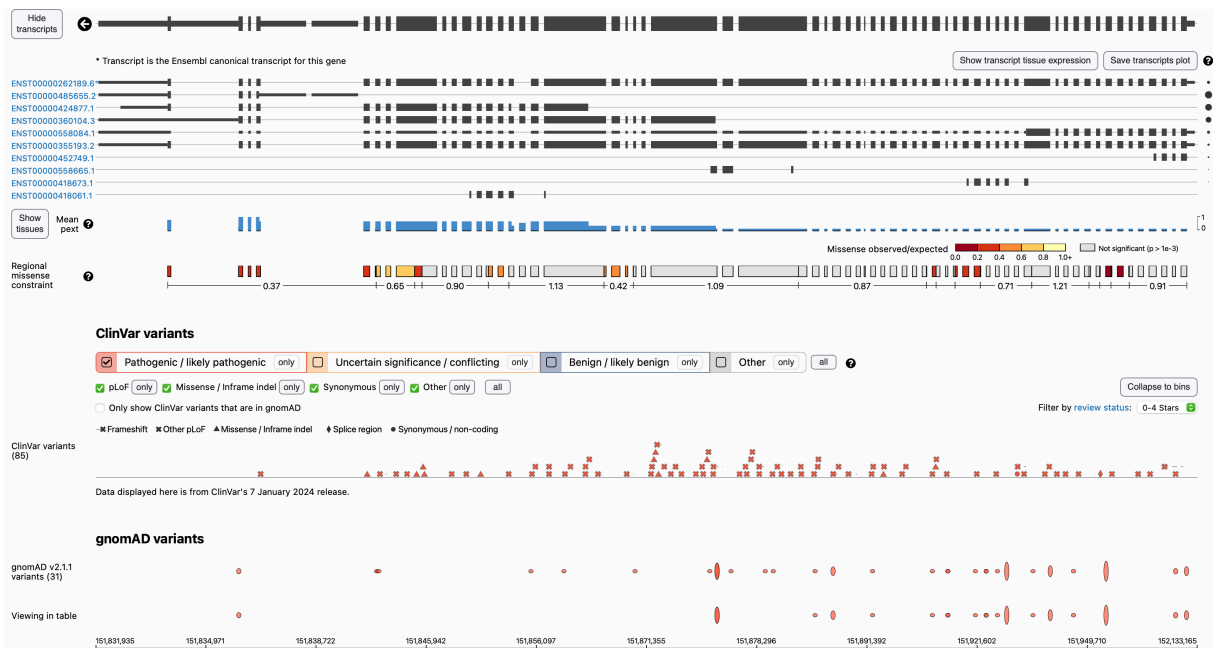 Hide
transcripts
* Transcript is the Ensembl canonical transcript for this gene
Show transcript tissue expression
Save transcripts plot
?
ENST00000262189.6*
ENST00000485655.2
ENST00000424877.1
ENST00000360104.3
ENST00000558084.1
ENST00000355193.2
ENST00000452749.1
ENST00000558665.1
ENST00000418673.1
ENST00000418061.1
Show
tissues
Mean
pext
?
1
0
Missense observed/expected
0.0 0.2 0.4 0.6 0.8 1.0+
Not significant (p > 1e-3)
Regional
missense
constraint
?
0.37 0.65 0.90 1.13 0.42 1.09 0.87 0.71 1.21 0.91
ClinVar variants
Pathogenic / likely pathogenic only Uncertain significance / conflicting only Benign / likely benign only Other only all ?
pLoF only Missense / Inframe indel only Synonymous only Other only all
Collapse to bins
Only show ClinVar variants that are in gnomAD
Filter by review status: 0-4 Stars
Frameshift Other pLoF Missense / Inframe indel Splice region Synonymous / non-coding
ClinVar variants
(85)
Data displayed here is from ClinVar's 7 January 2024 release.
gnomAD variants
gnomAD v2.1.1
variants (31)
Viewing in table
151,831,935 151,834,971 151,838,722 151,845,942 151,856,097 151,871,355 151,878,296 151,891,392 151,921,602 151,949,710 152,133,165